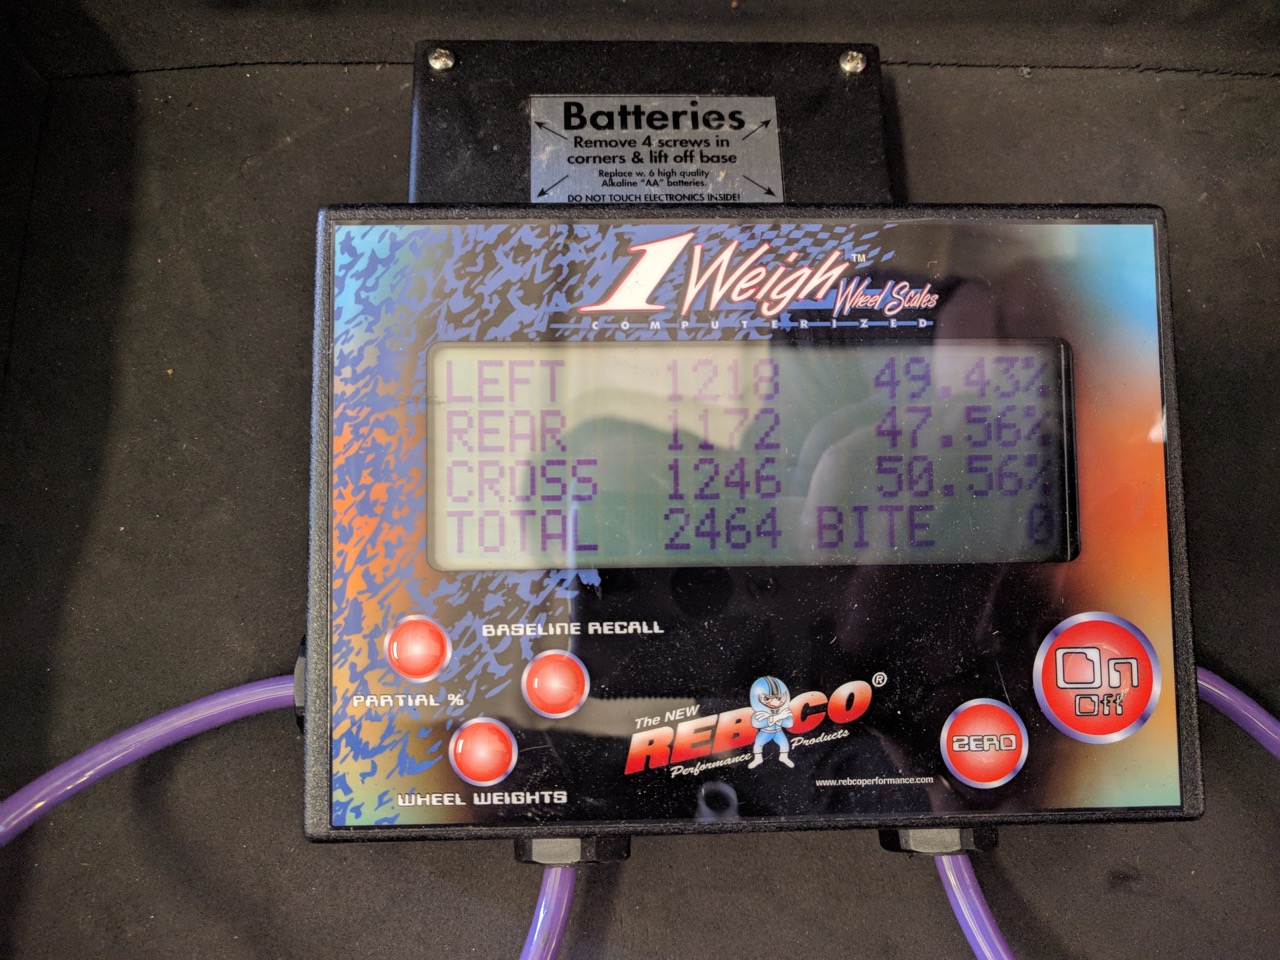 Batteries
Remove 4 screws in
corners & lift off base
Replace w. 6 high quality
Alkaline "AA" batteries.
DO NOT TOUCH ELECTRONICS INSIDE!
1 Weigh™ Wheel Scales
COMPUTERIZED
LEFT 1218 49.43%
REAR 1172 47.56%
CROSS 1246 50.56%
TOTAL 2464 BITE 0
BASELINE RECALL
PARTIAL %
WHEEL WEIGHTS
The NEW
REBCO®
Performance Products
www.rebcoperformance.com
ZERO
On
Off